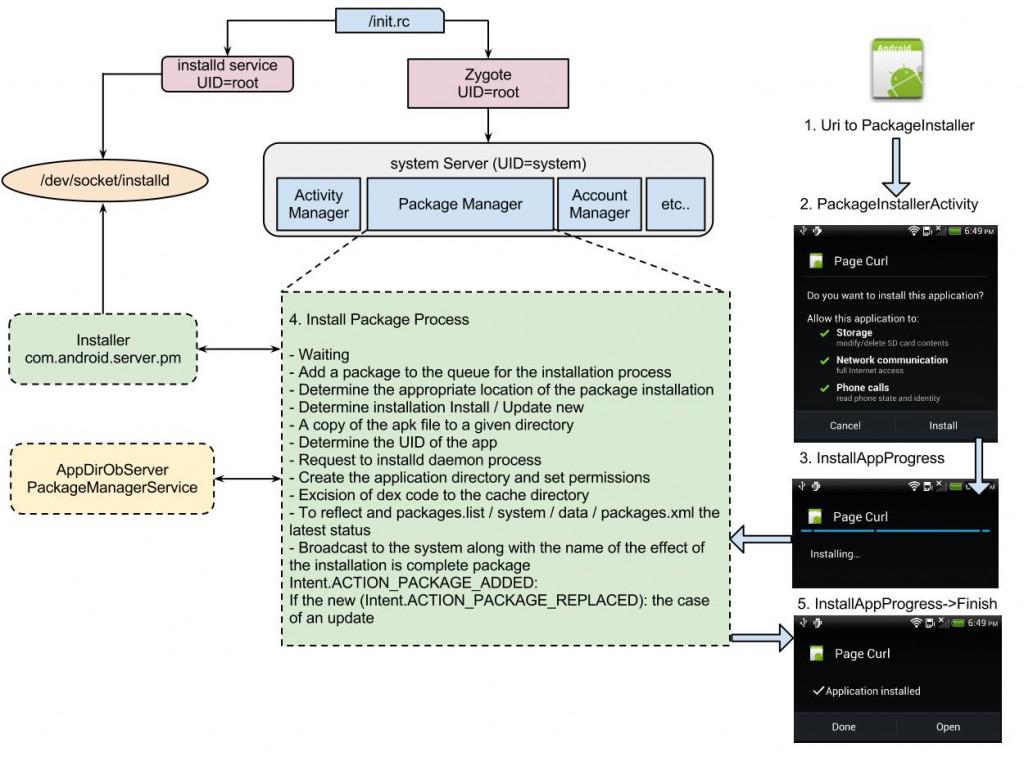 /init.rc
installd service
UID=root
Zygote
UID=root
/dev/socket/installd
system Server (UID=system)
Activity
Manager
Package Manager
Account
Manager
etc..
Installer
com.android.server.pm
AppDirObServer
PackageManagerService
4. Install Package Process
- Waiting
- Add a package to the queue for the installation process
- Determine the appropriate location of the package installation
- Determine installation Install / Update new
- A copy of the apk file to a given directory
- Determine the UID of the app
- Request to installd daemon process
- Create the application directory and set permissions
- Excision of dex code to the cache directory
- To reflect and packages.list / system / data / packages.xml the
latest status
- Broadcast to the system along with the name of the effect of
the installation is complete package
Intent.ACTION_PACKAGE_ADDED:
If the new (Intent.ACTION_PACKAGE_REPLACED): the case
of an update
Android
1. Uri to PackageInstaller
2. PackageInstallerActivity
6:49 PM
Page Curl
Do you want to install this application?
Allow this application to:
Storage
modify/delete SD card contents
Network communication
full Internet access
Phone calls
read phone state and identity
Cancel
Install
3. InstallAppProgress
Page Curl
Installing...
5. InstallAppProgress->Finish
6:49 PM
Page Curl
Application installed
Done
Open